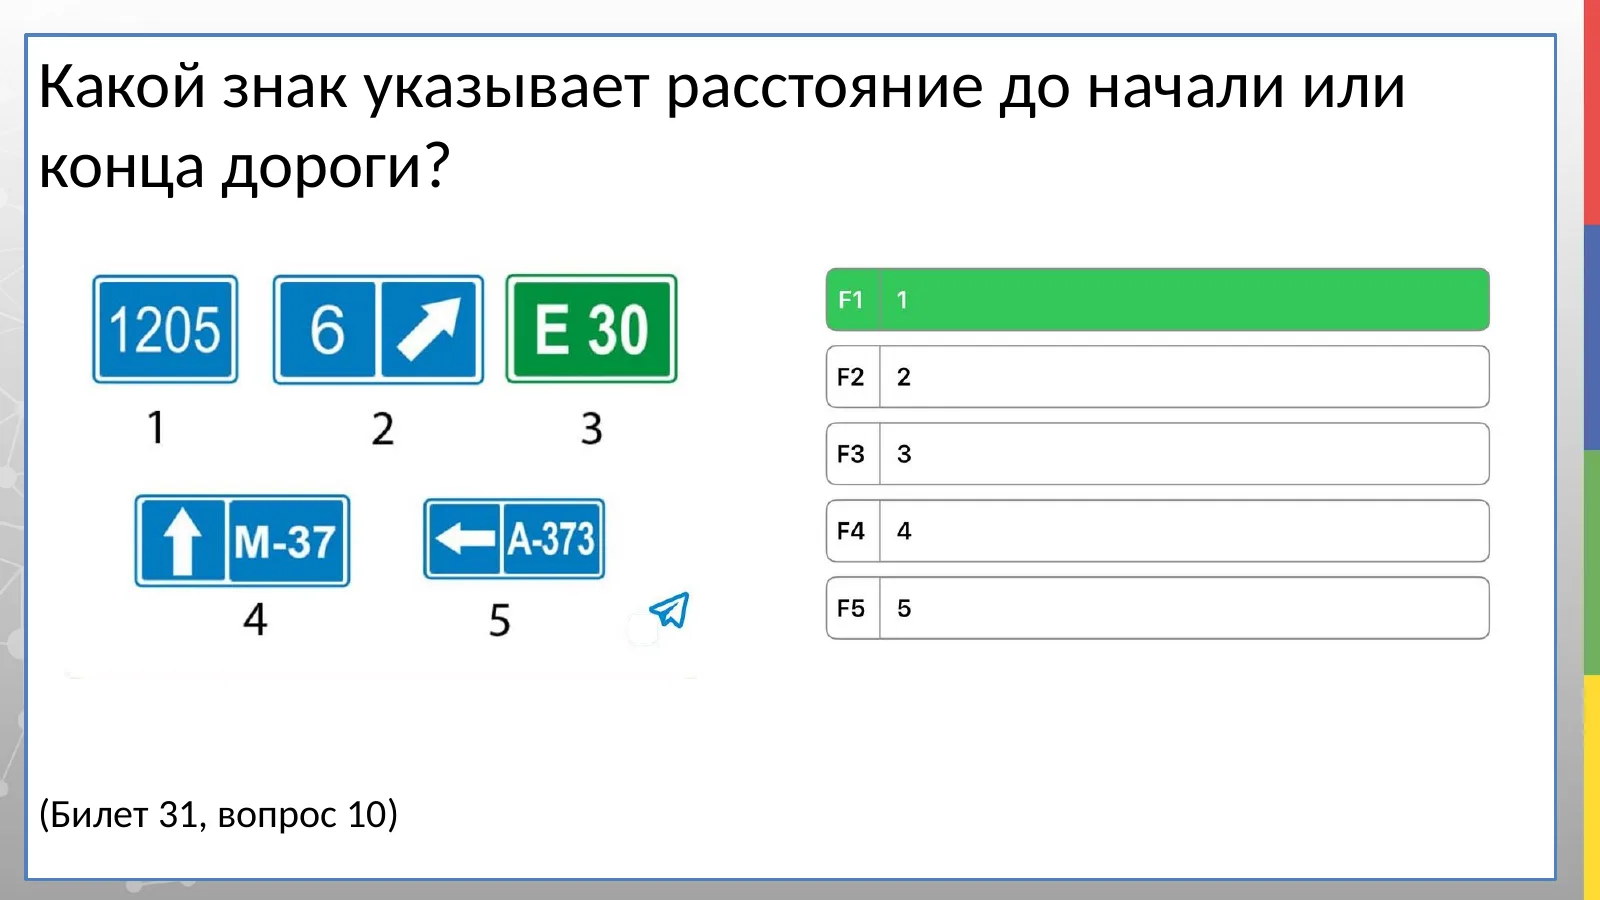 Какой знак указывает расстояние до начали или
конца дороги?
1205
6
E 30
1
2
3
М-37
А-373
4
5
F1 1
F2 2
F3 3
F4 4
F5 5
(Билет 31, вопрос 10)